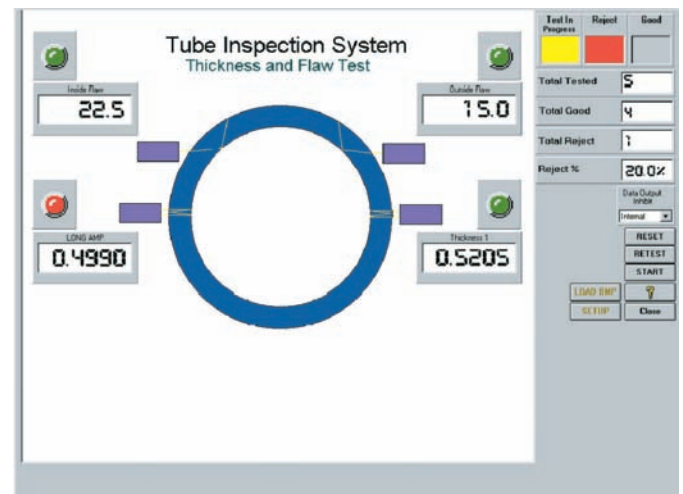 Tube Inspection System
Thickness and Flaw Test
Inside Flaw
22.5
Outside Flaw
15.0
LONG AMP
0.4990
Thickness 1
0.5205
Test In
Progress
Reject
Good
Total Tested
5
Total Good
4
Total Reject
1
Reject %
20.0%
Data Output
Inhibit
Internal
RESET
RETEST
START
LOAD BMP
?
SETUP
Close